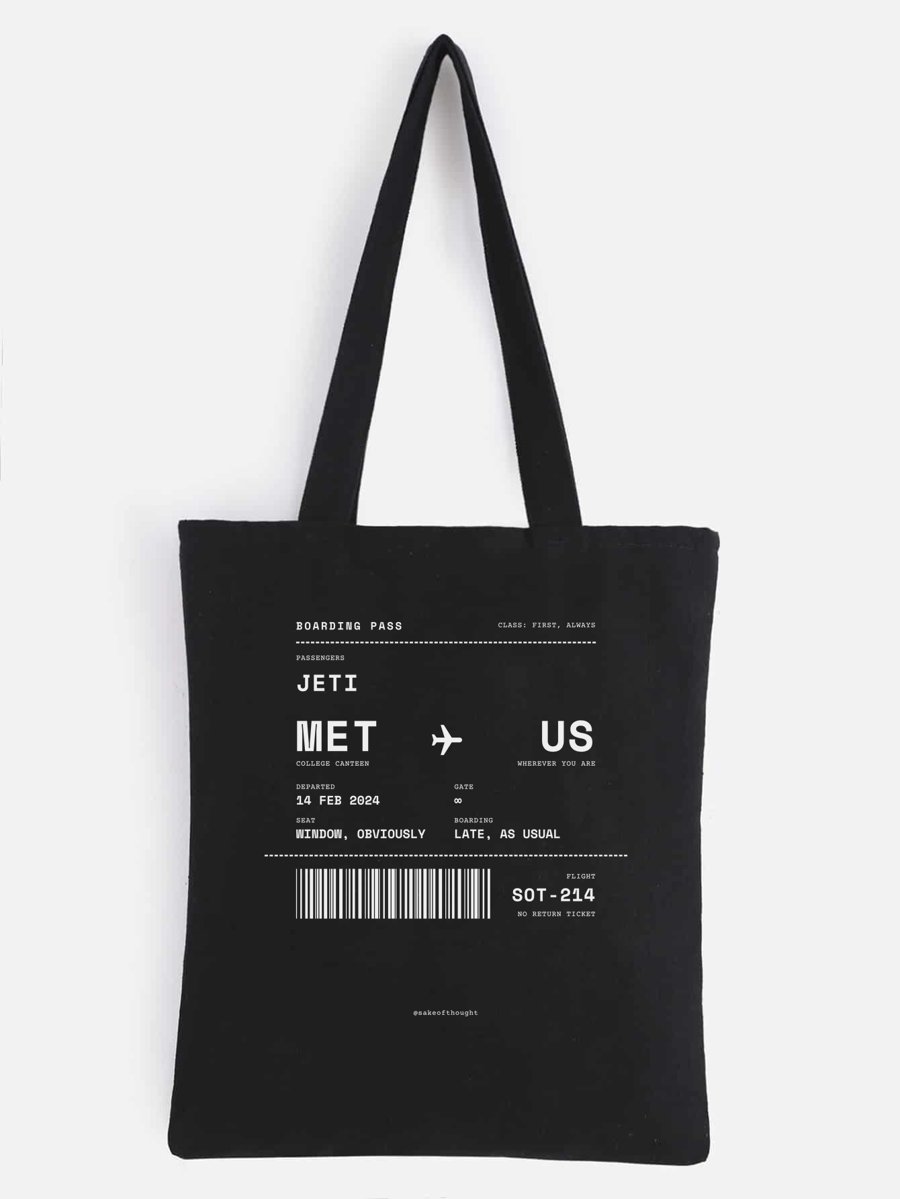 BOARDING PASS CLASS: FIRST, ALWAYS
PASSENGERS
JETI
MET US
COLLEGE CANTEEN WHEREVER YOU ARE
DEPARTED GATE
14 FEB 2024 ∞
SEAT BOARDING
WINDOW, OBVIOUSLY LATE, AS USUAL
FLIGHT
SOT-214
NO RETURN TICKET
@sakeofthought